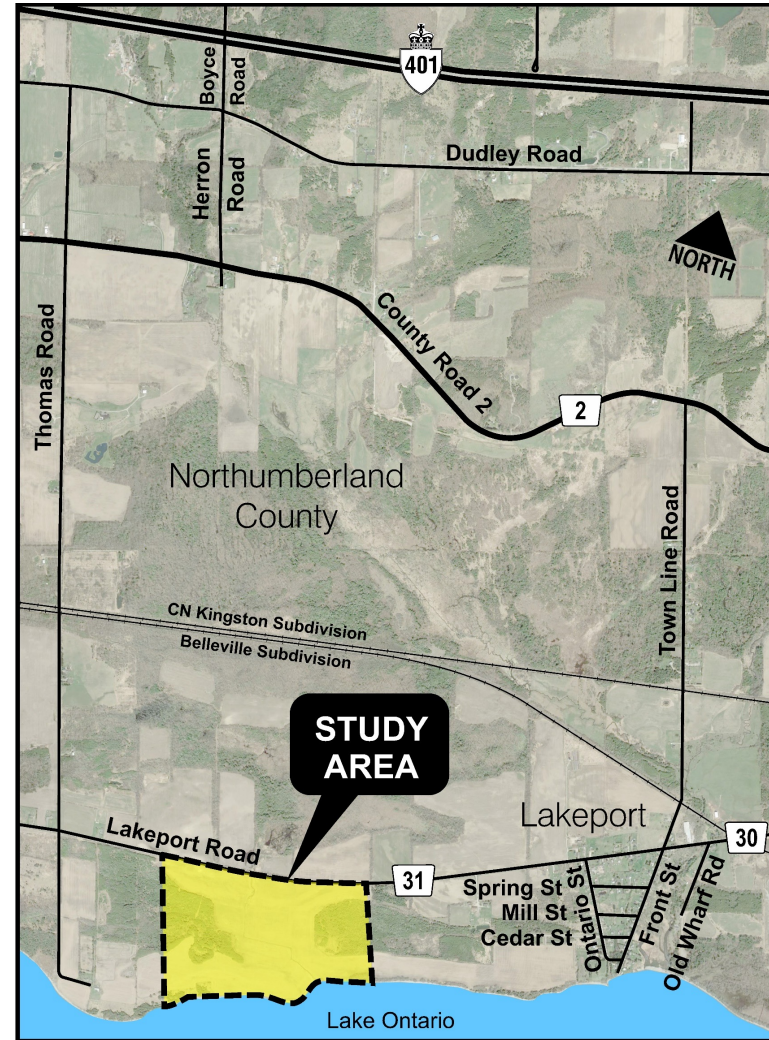 401
Boyce
Road
Dudley Road
Herron
Road
NORTH
Thomas Road
County Road 2
2
Northumberland
County
Town Line Road
CN Kingston Subdivision
Belleville Subdivision
STUDY
AREA
Lakeport
Lakeport Road
30
31
Spring St
Mill St
Cedar St
Ontario St
Front St
Old Wharf Rd
Lake Ontario